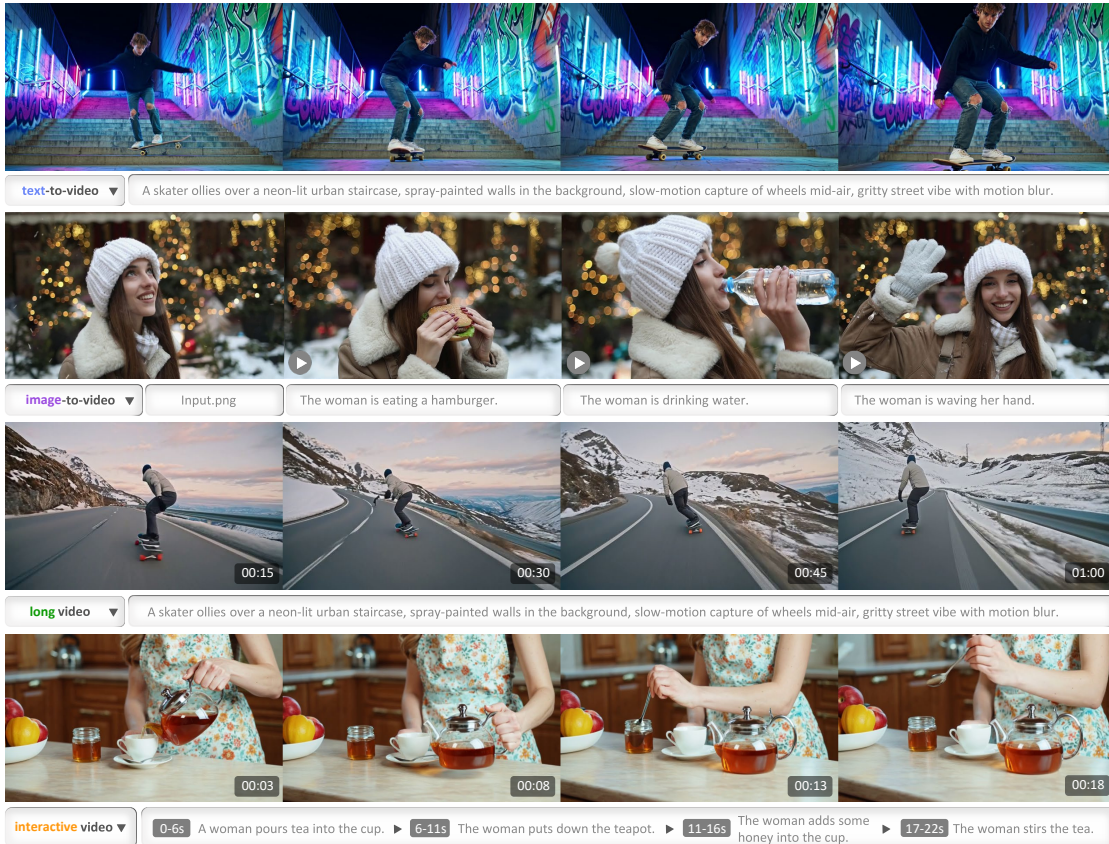 text-to-video ▼
A skater ollies over a neon-lit urban staircase, spray-painted walls in the background, slow-motion capture of wheels mid-air, gritty street vibe with motion blur.
image-to-video ▼
Input.png
The woman is eating a hamburger.
The woman is drinking water.
The woman is waving her hand.
00:15
00:30
00:45
01:00
long video ▼
A skater ollies over a neon-lit urban staircase, spray-painted walls in the background, slow-motion capture of wheels mid-air, gritty street vibe with motion blur.
00:03
00:08
00:13
00:18
interactive video ▼
0-6s A woman pours tea into the cup. ▶
6-11s The woman puts down the teapot. ▶
11-16s The woman adds some
honey into the cup. ▶
17-22s The woman stirs the tea.